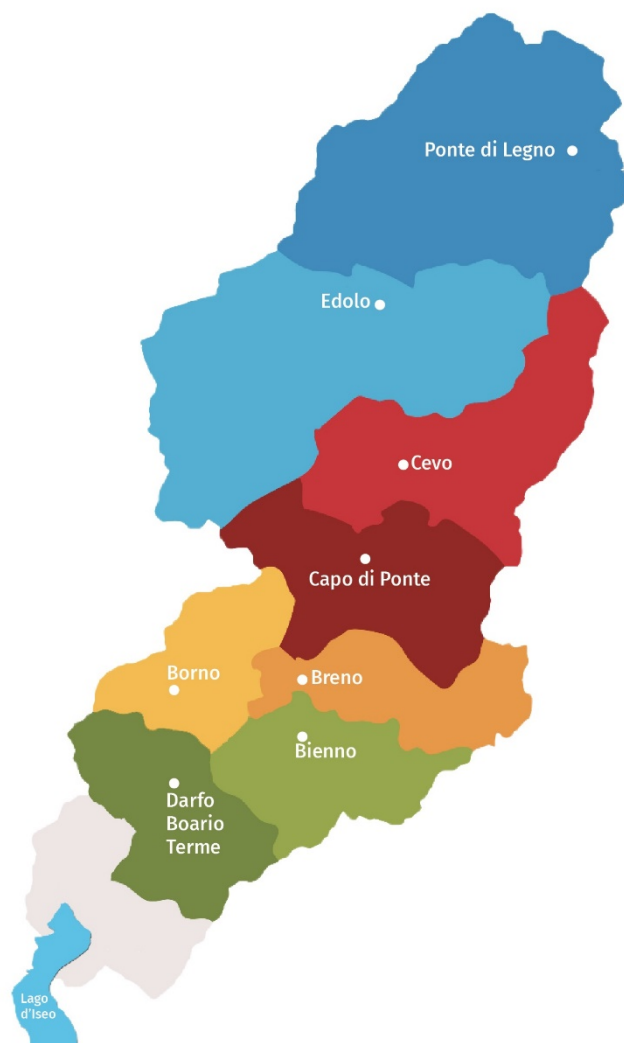 Ponte di Legno
Edolo
Cevo
Capo di Ponte
Borno
Breno
Bienno
Darfo
Boario
Terme
Lago
d'Iseo